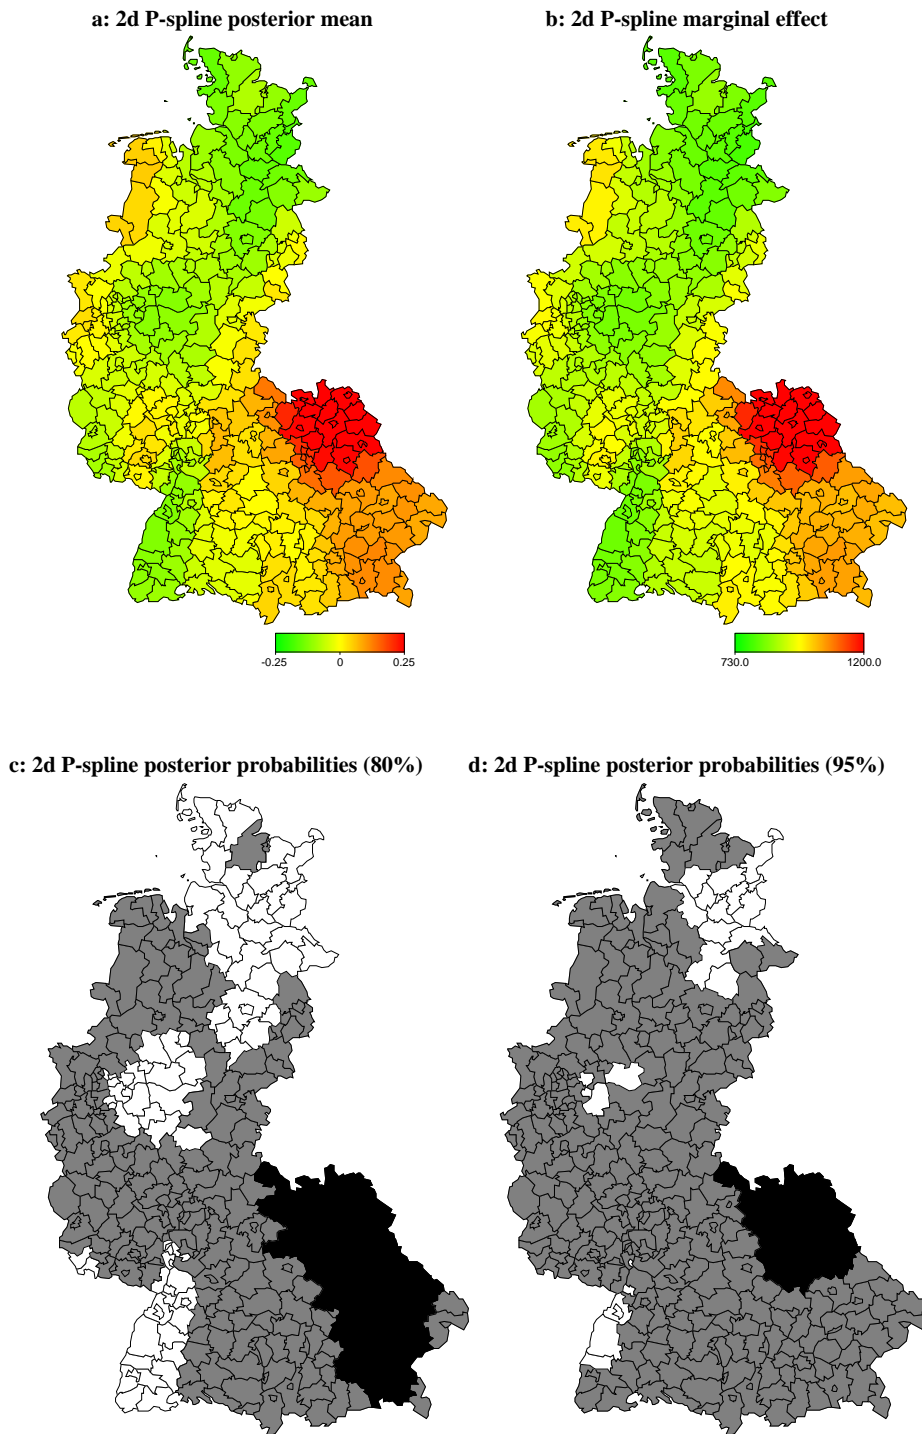 a: 2d P-spline posterior mean
b: 2d P-spline marginal effect
-0.25 0 0.25
730.0 1200.0
c: 2d P-spline posterior probabilities (80%)
d: 2d P-spline posterior probabilities (95%)